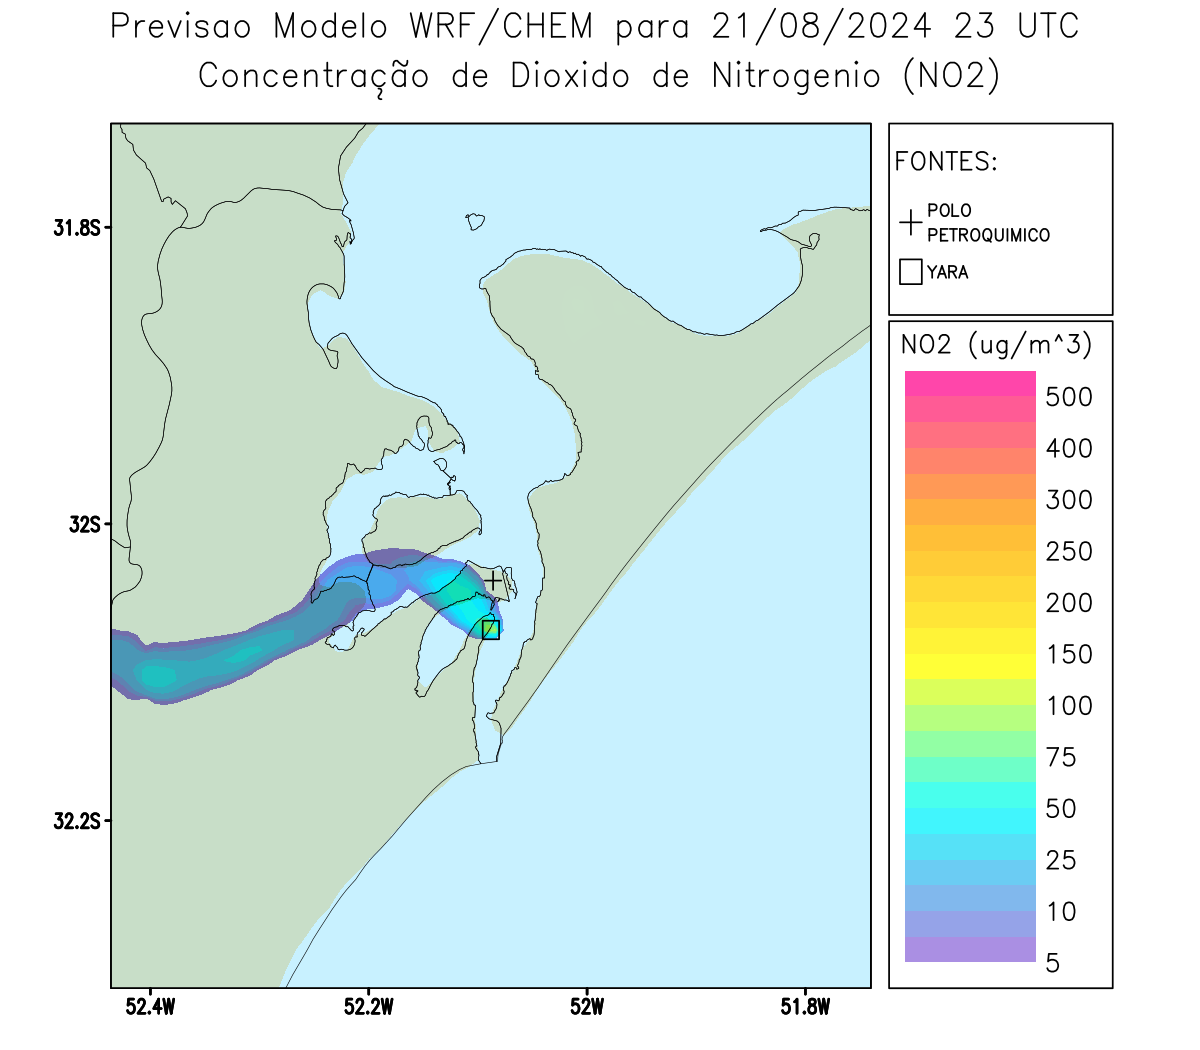 Previsao Modelo WRF/CHEM para 21/08/2024 23 UTC
Concentração de Dioxido de Nitrogenio (NO2)
FONTES:
POLO
PETROQUIMICO
YARA
NO2 (ug/m^3)
500
400
300
250
200
150
100
75
50
25
10
5
31.8S
32S
32.2S
52.4W
52.2W
52W
51.8W